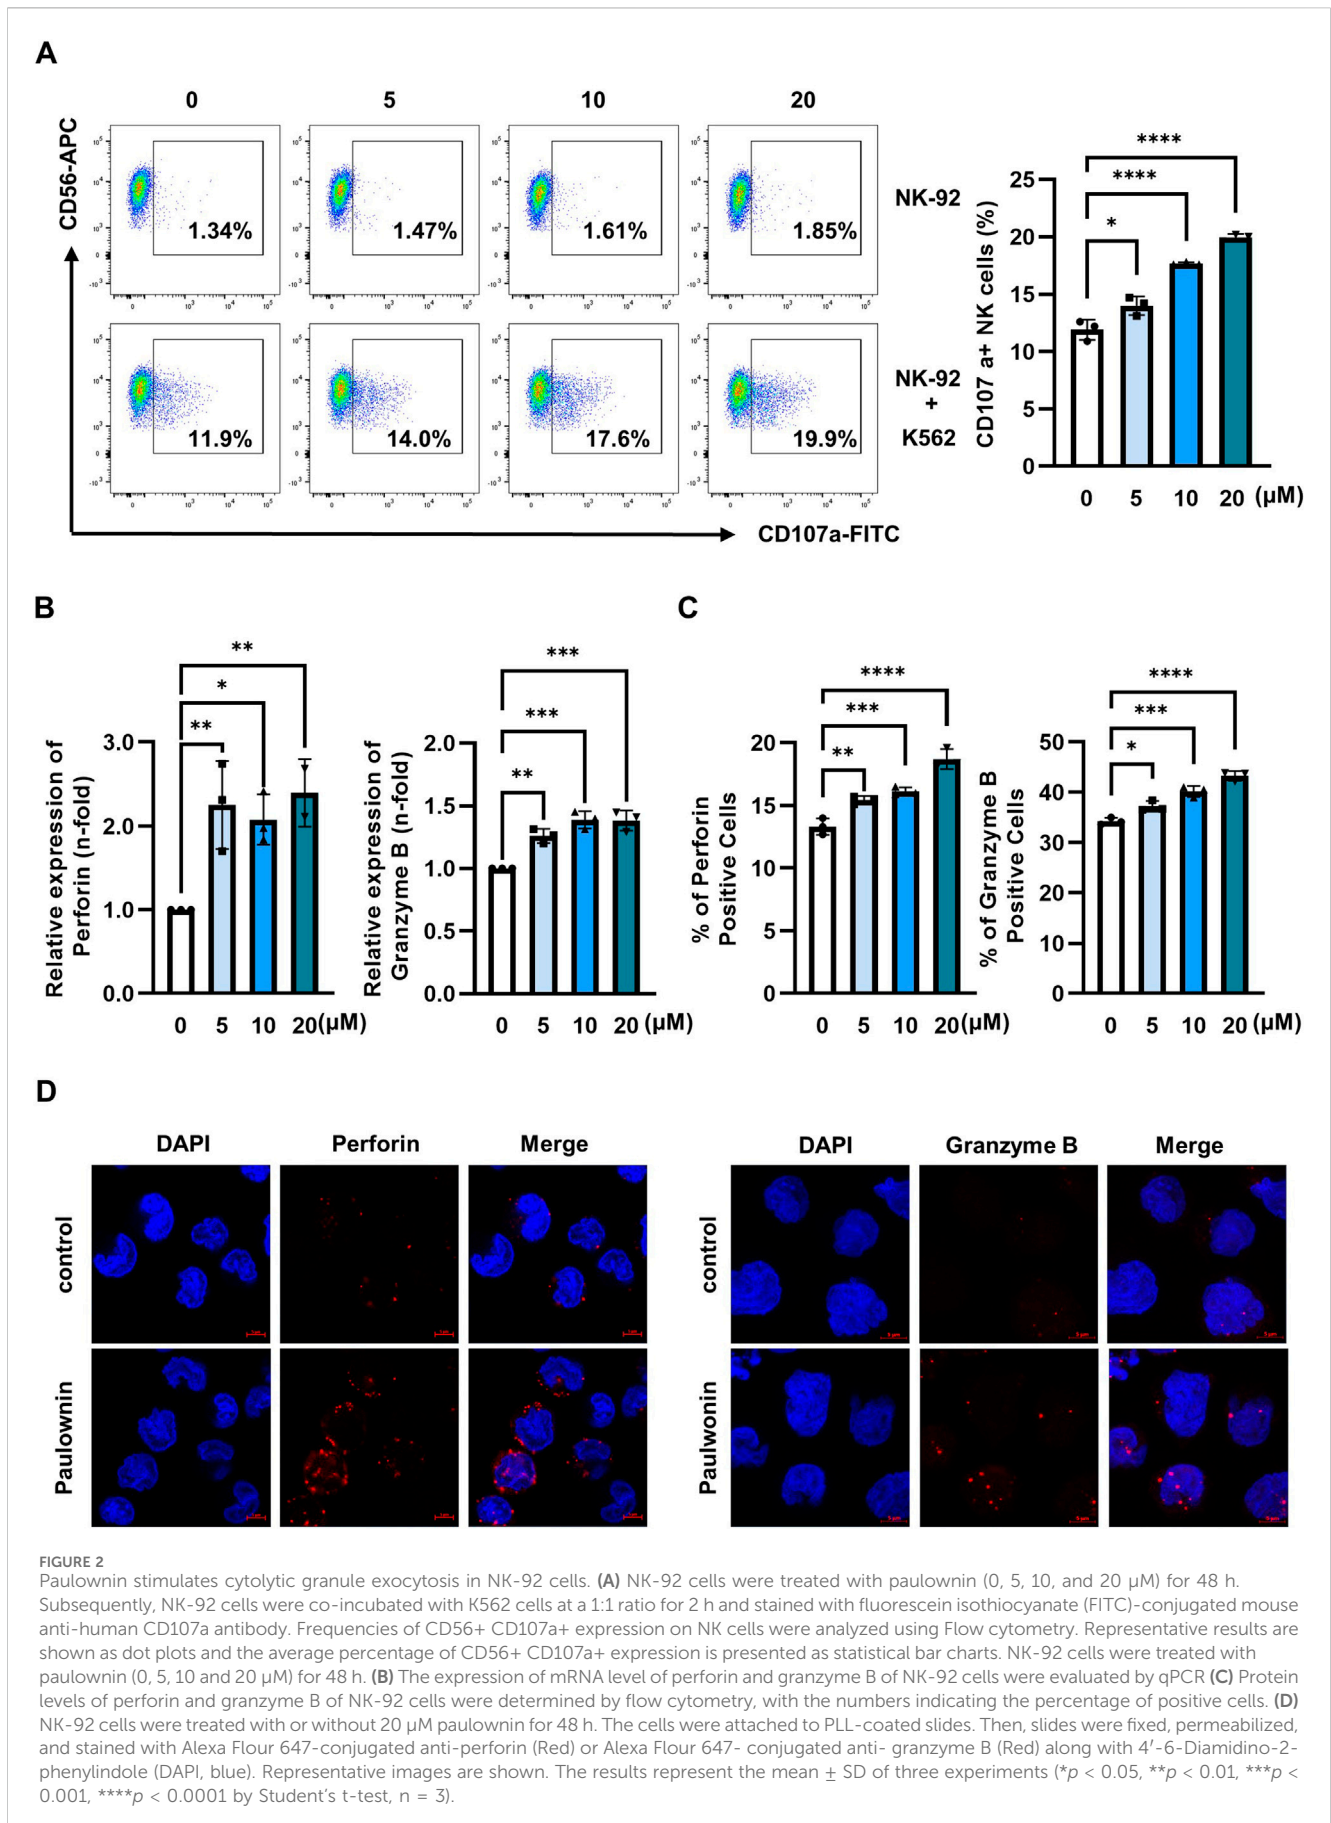 A
0 5 10 20
CD56-APC
10⁵
10⁴
10³
0
-10³
0 10³ 10⁴ 10⁵
1.34% 1.47% 1.61% 1.85%
NK-92
11.9% 14.0% 17.6% 19.9%
NK-92
+
K562
CD107a-FITC
CD107 a+ NK cells (%)
25
20
15
10
5
0
* **** ****
0 5 10 20 (μM)
B
Relative expression of
Perforin (n-fold)
3.0
2.0
1.0
0.0
** * **
0 5 10 20(μM)
Relative expression of
Granzyme B (n-fold)
2.0
1.5
1.0
0.5
0.0
** *** ***
0 5 10 20 (μM)
C
% of Perforin
Positive Cells
20
15
10
5
0
** *** ****
0 5 10 20(μM)
% of Granzyme B
Positive Cells
50
40
30
20
10
0
* *** ****
0 5 10 20 (μM)
D
DAPI Perforin Merge
control
Paulownin
DAPI Granzyme B Merge
control
Paulwonin
5 μm
FIGURE 2
Paulownin stimulates cytolytic granule exocytosis in NK-92 cells. (A) NK-92 cells were treated with paulownin (0, 5, 10, and 20 μM) for 48 h.
Subsequently, NK-92 cells were co-incubated with K562 cells at a 1:1 ratio for 2 h and stained with fluorescein isothiocyanate (FITC)-conjugated mouse
anti-human CD107a antibody. Frequencies of CD56+ CD107a+ expression on NK cells were analyzed using Flow cytometry. Representative results are
shown as dot plots and the average percentage of CD56+ CD107a+ expression is presented as statistical bar charts. NK-92 cells were treated with
paulownin (0, 5, 10 and 20 μM) for 48 h. (B) The expression of mRNA level of perforin and granzyme B of NK-92 cells were evaluated by qPCR (C) Protein
levels of perforin and granzyme B of NK-92 cells were determined by flow cytometry, with the numbers indicating the percentage of positive cells. (D)
NK-92 cells were treated with or without 20 μM paulownin for 48 h. The cells were attached to PLL-coated slides. Then, slides were fixed, permeabilized,
and stained with Alexa Flour 647-conjugated anti-perforin (Red) or Alexa Flour 647- conjugated anti- granzyme B (Red) along with 4′-6-Diamidino-2-
phenylindole (DAPI, blue). Representative images are shown. The results represent the mean ± SD of three experiments (*p < 0.05, **p < 0.01, ***p <
0.001, ****p < 0.0001 by Student's t-test, n = 3).